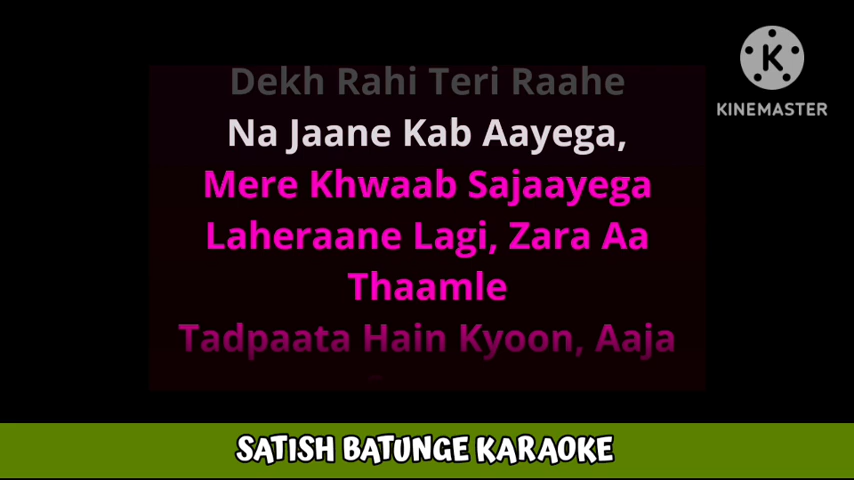 Dekh Rahi Teri Raahe
KINEMASTER
Na Jaane Kab Aayega,
Mere Khwaab Sajaayega
Laheraane Lagi, Zara Aa
Thaamle
Tadpaata Hain Kyoon, Aaja
SATISH BATUNGE KARAOKE